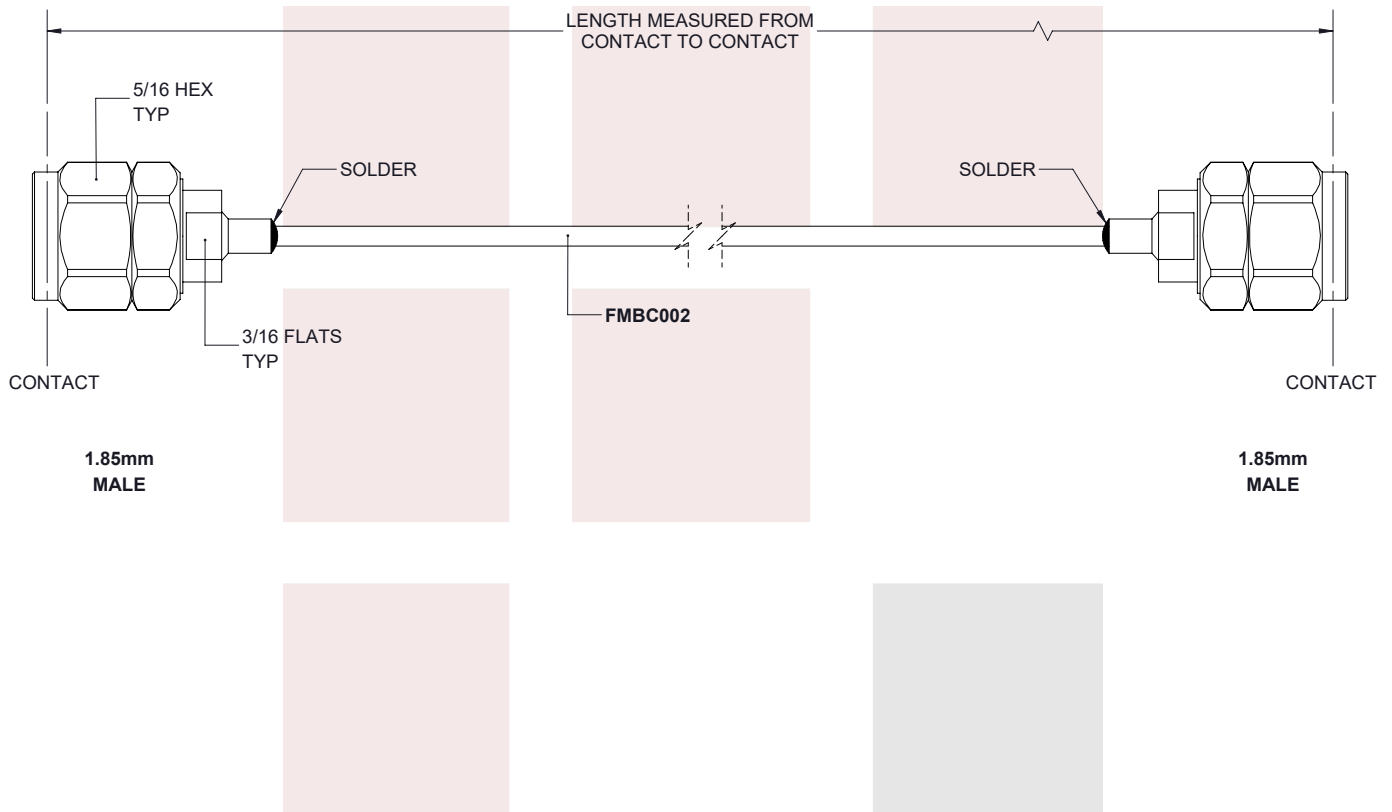 LENGTH MEASURED FROM
CONTACT TO CONTACT
5/16 HEX
TYP
SOLDER
SOLDER
FMBC002
3/16 FLATS
TYP
CONTACT
CONTACT
1.85mm
MALE
1.85mm
MALE